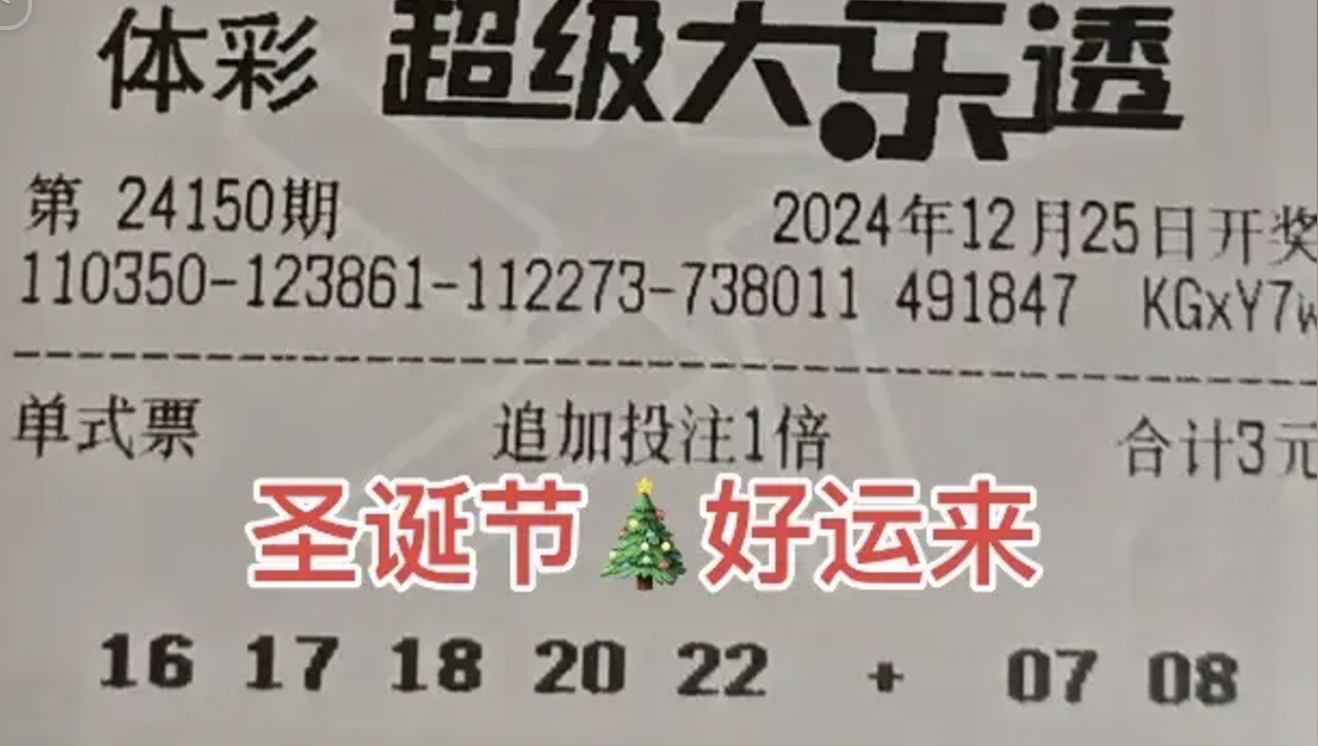 体彩 超级大乐透
第 24150期 2024年12月25日开奖
110350-123861-112273-738011 491847 KGxY7w
单式票 追加投注1倍 合计3元
圣诞节🎄好运来
16 17 18 20 22 + 07 08